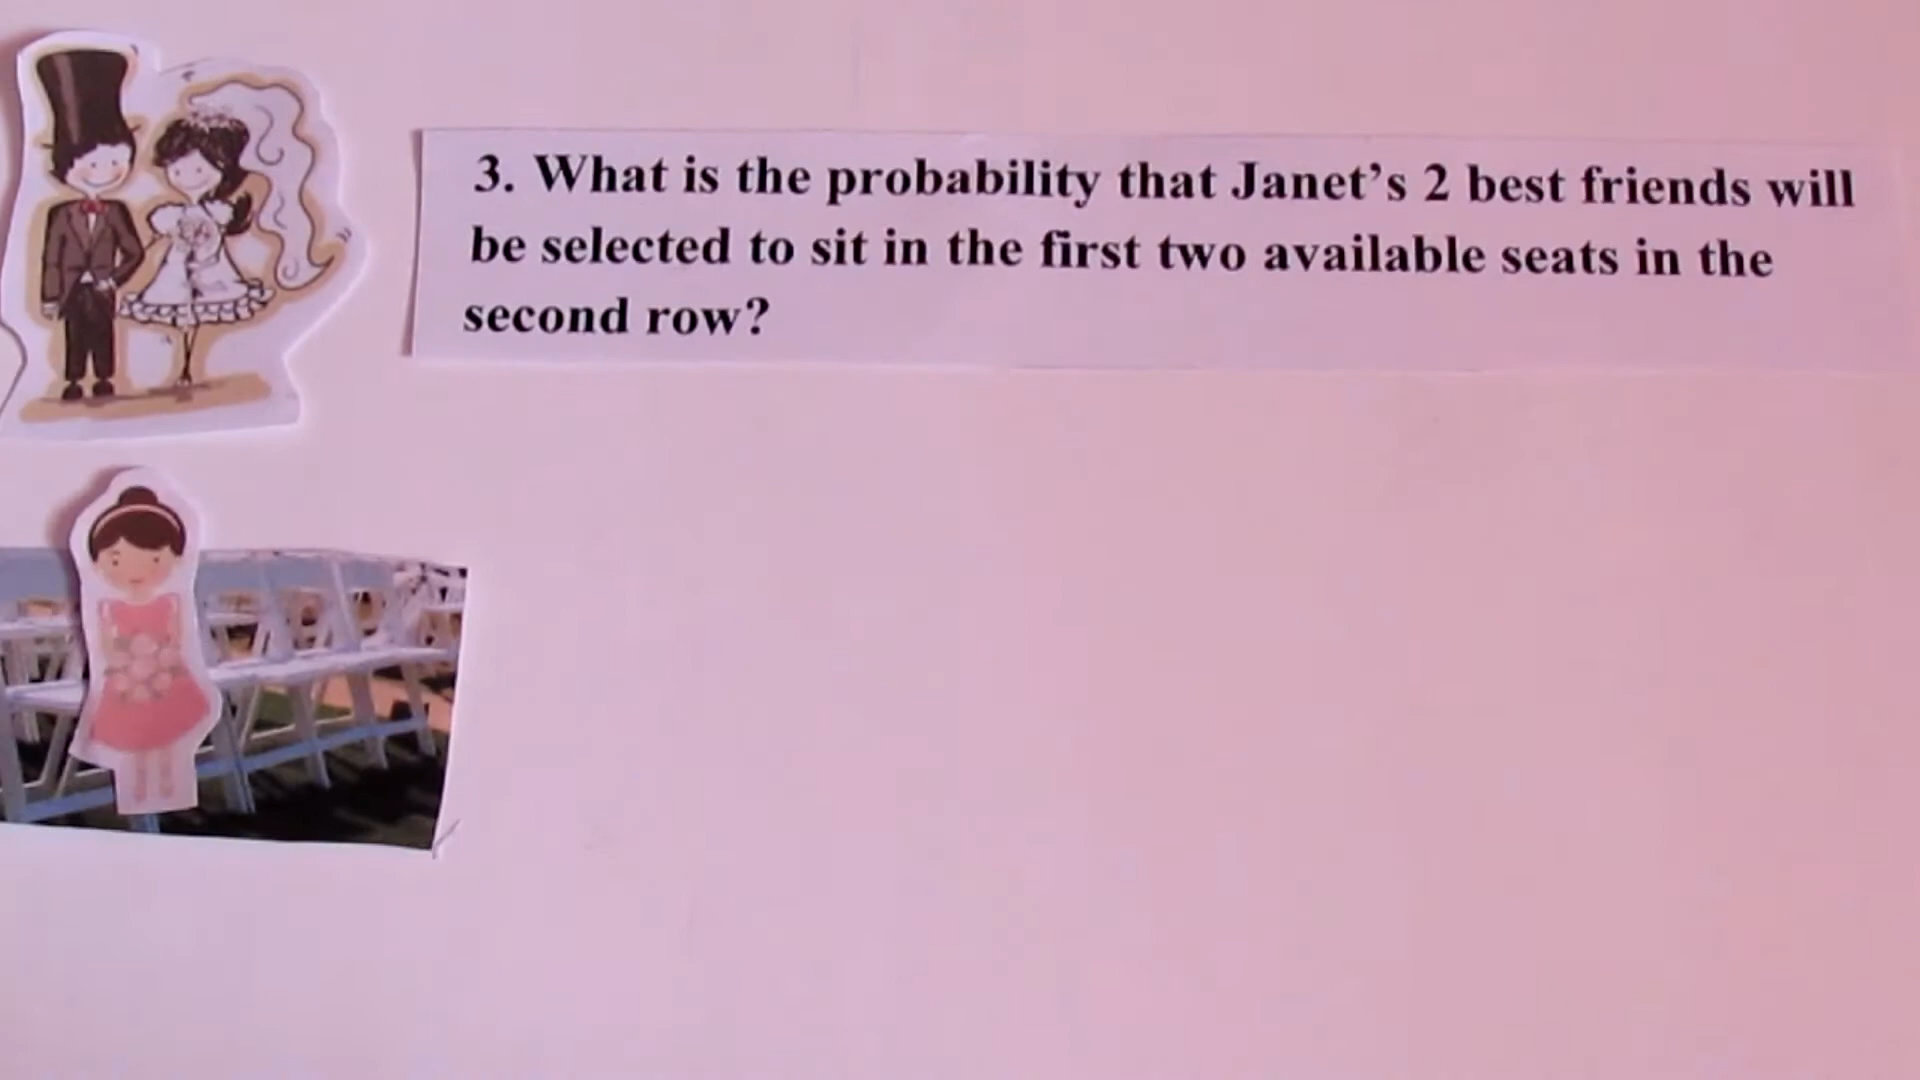 3. What is the probability that Janet’s 2 best friends will
be selected to sit in the first two available seats in the
second row?